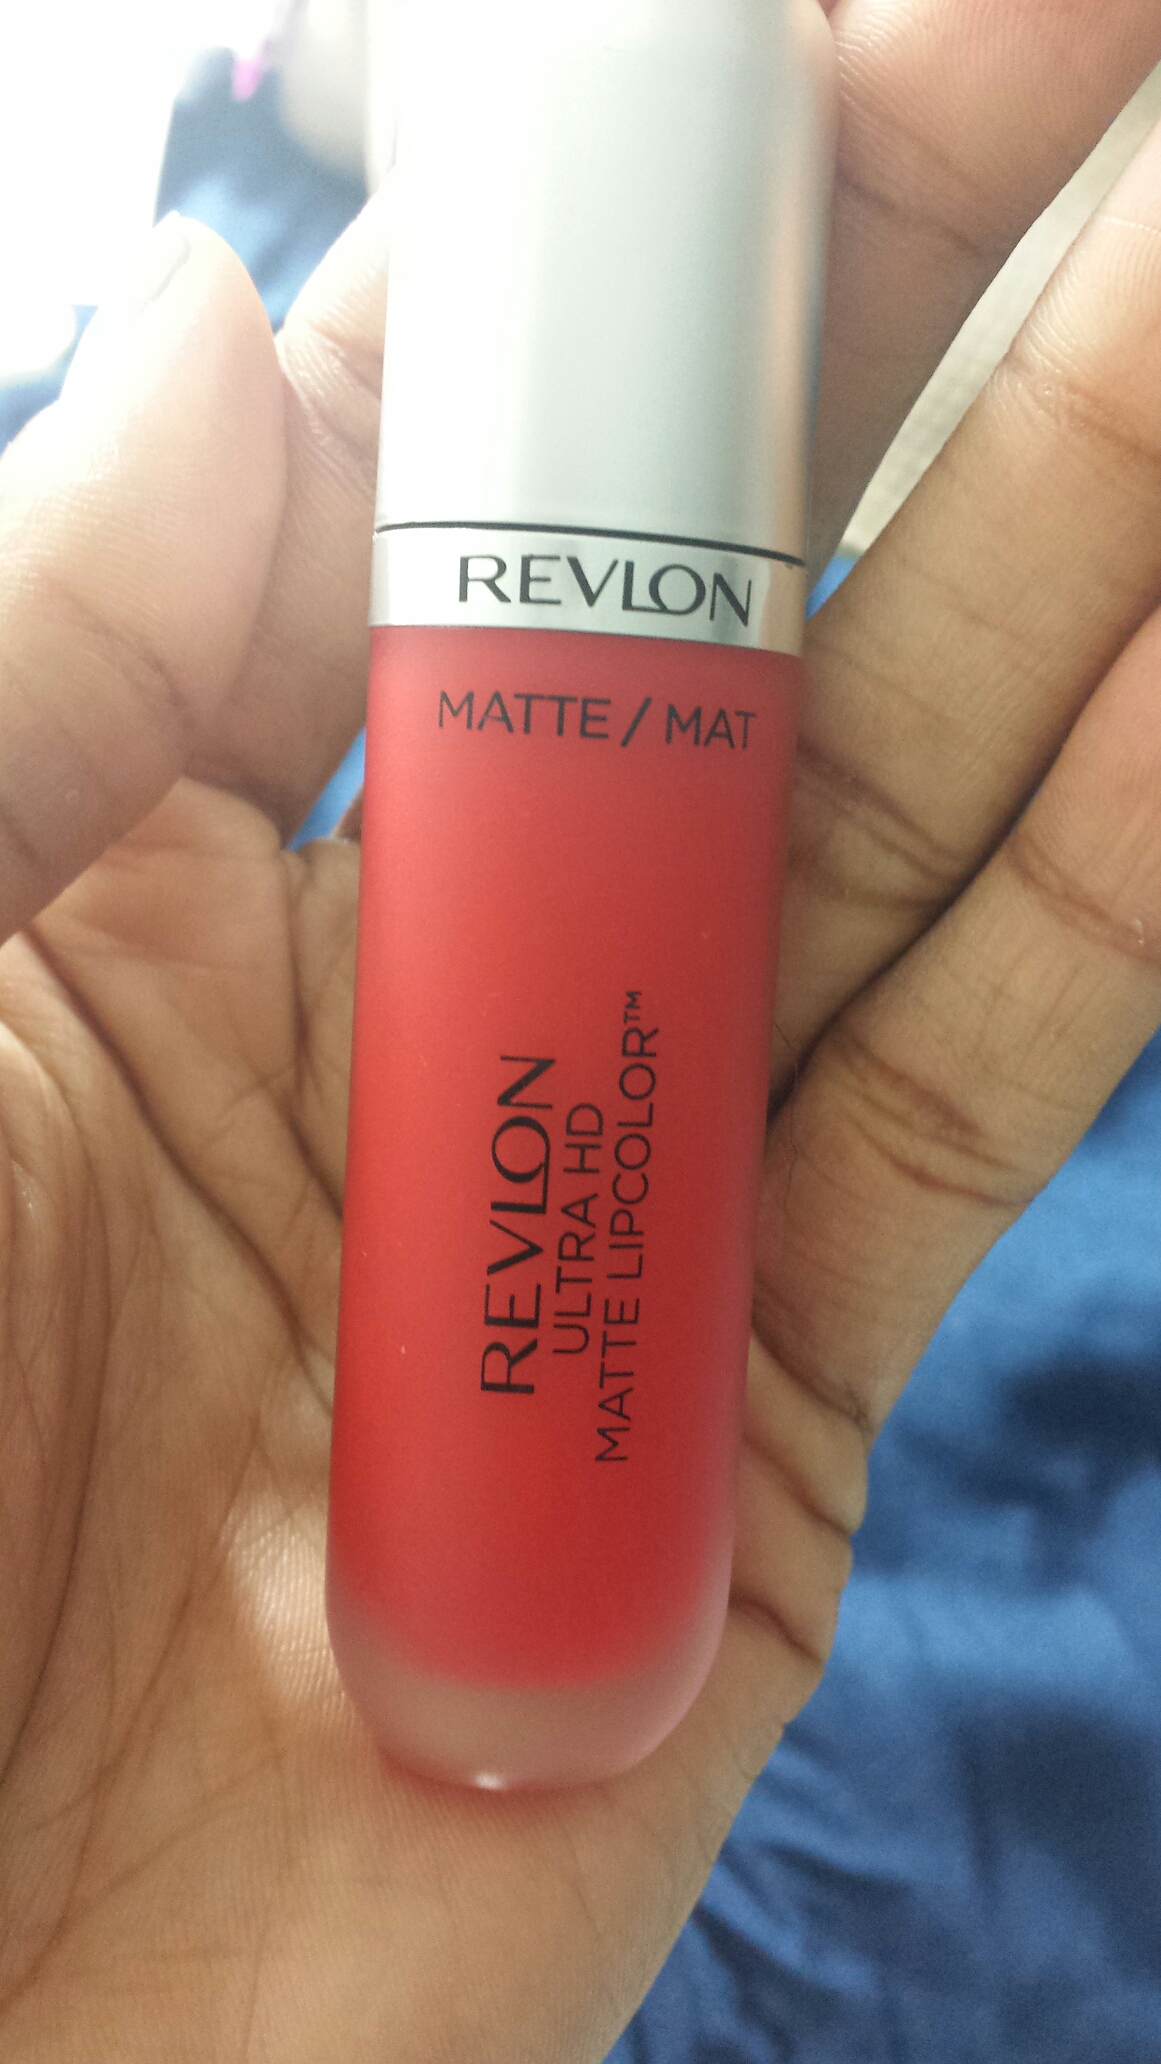 REVLON
MATTE / MAT
REVLON
ULTRA HD
MATTE LIPCOLOR™